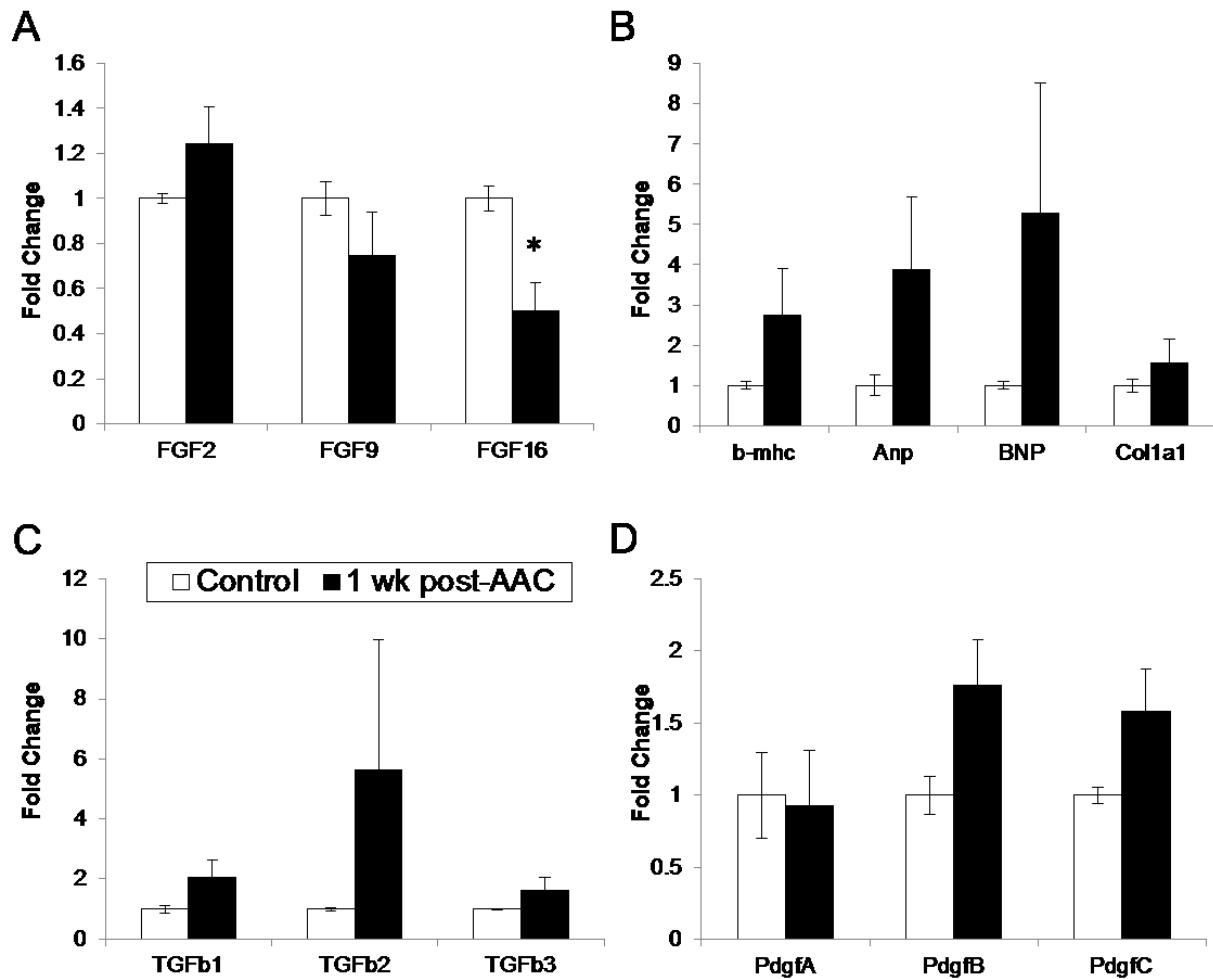 A
Fold Change
1.6
1.4
1.2
1
0.8
0.6
0.4
0.2
0
*
FGF2 FGF9 FGF16
B
Fold Change
9
8
7
6
5
4
3
2
1
0
b-mhc Anp BNP Col1a1
C
Control 1 wk post-AAC
Fold Change
12
10
8
6
4
2
0
TGFb1 TGFb2 TGFb3
D
Fold Change
2.5
2
1.5
1
0.5
0
PdgfA PdgfB PdgfC